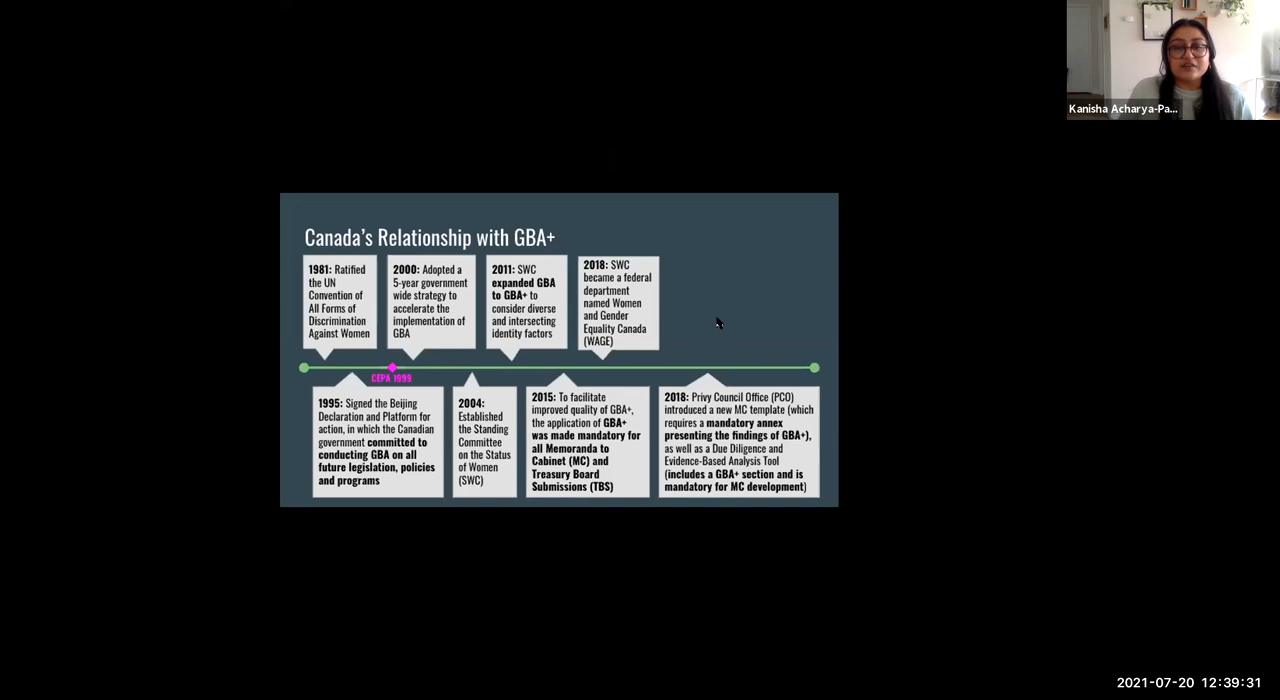 Kanisha Acharya-Pa...
Canada's Relationship with GBA+
1981: Ratified
the UN
Convention of
All Forms of
Discrimination
Against Women
2000: Adopted a
5-year government
wide strategy to
accelerate the
implementation of
GBA
2011: SWC
expanded GBA
to GBA+ to
consider diverse
and intersecting
identity factors
2018: SWC
became a federal
department
named Women
and Gender
Equality Canada
(WAGE)
CEPA 1999
1995: Signed the Beijing
Declaration and Platform for
action, in which the Canadian
government committed to
conducting GBA on all
future legislation, policies
and programs
2004:
Established
the Standing
Committee
on the Status
of Women
(SWC)
2015: To facilitate
improved quality of GBA+,
the application of GBA+
was made mandatory for
all Memoranda to
Cabinet (MC) and
Treasury Board
Submissions (TBS)
2018: Privy Council Office (PCO)
introduced a new MC template (which
requires a mandatory annex
presenting the findings of GBA+),
as well as a Due Diligence and
Evidence-Based Analysis Tool
(includes a GBA+ section and is
mandatory for MC development)
2021-07-20 12:39:31